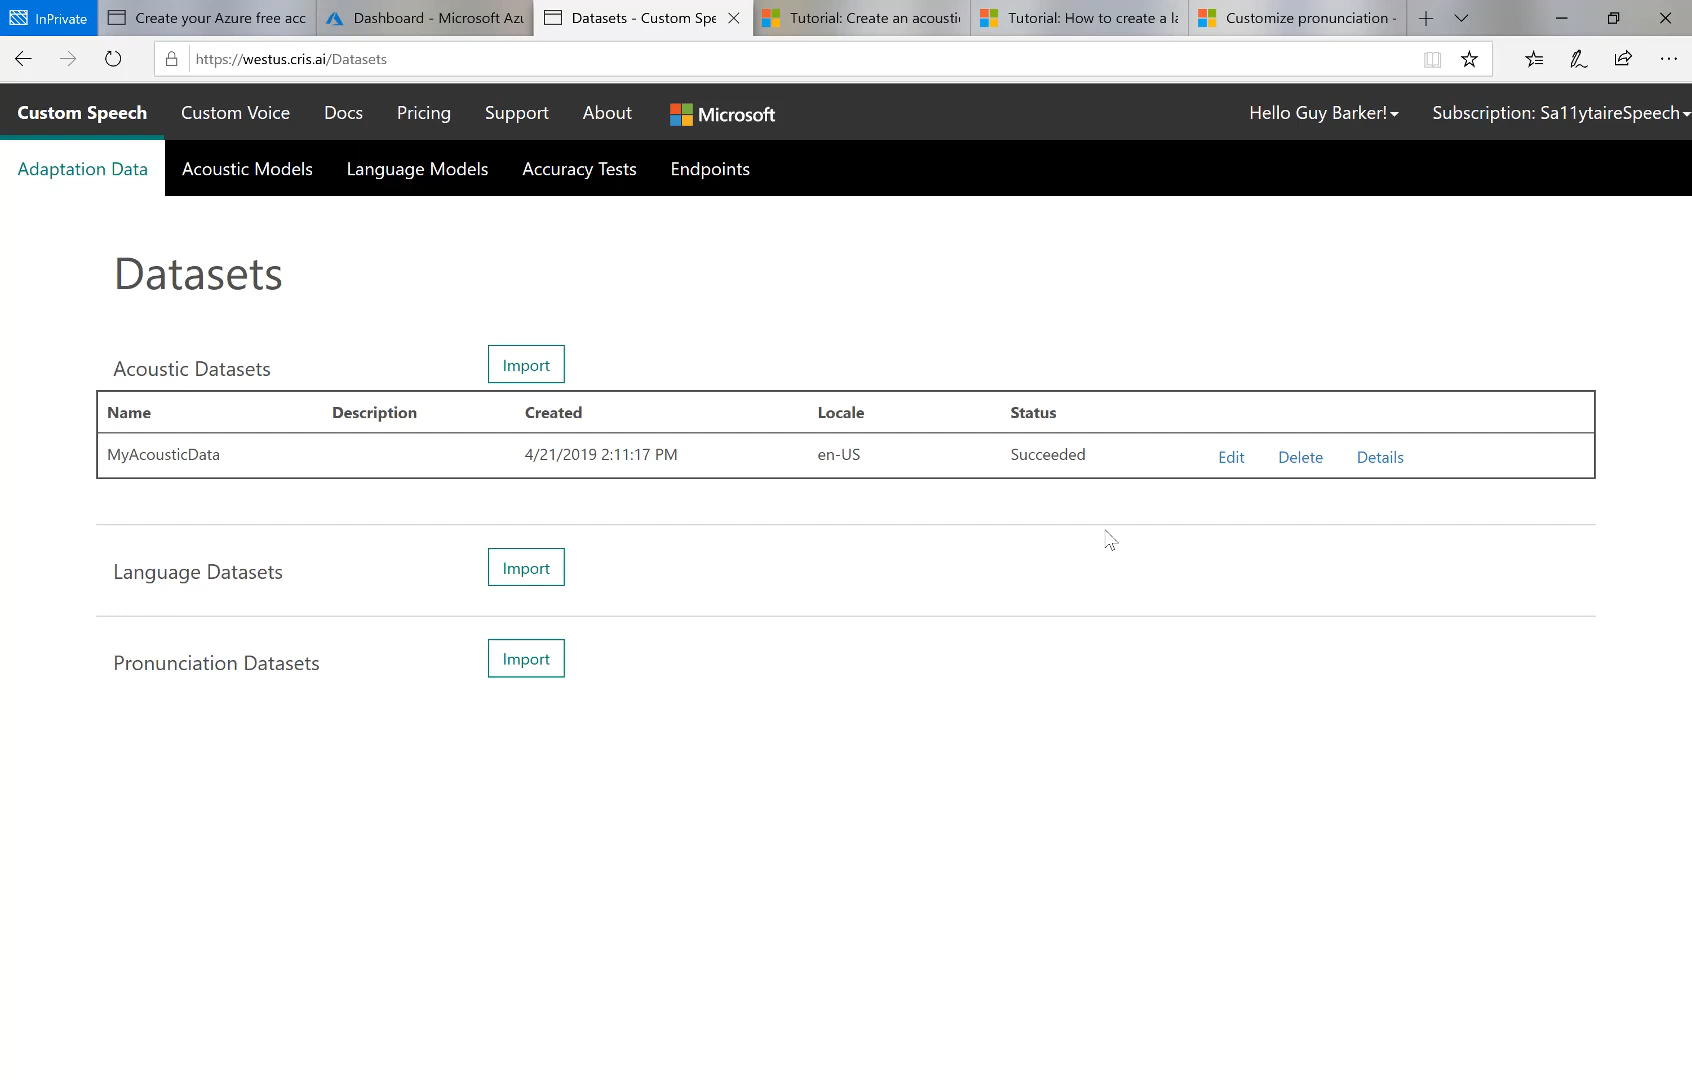 InPrivate Create your Azure free acc Dashboard - Microsoft Azu Datasets - Custom Spe Tutorial: Create an acousti Tutorial: How to create a la Customize pronunciation -
https://westus.cris.ai/Datasets
Custom Speech Custom Voice Docs Pricing Support About Microsoft Hello Guy Barker! Subscription: Sa11ytaireSpeech
Adaptation Data Acoustic Models Language Models Accuracy Tests Endpoints
Datasets
Acoustic Datasets Import
Name Description Created Locale Status
MyAcousticData 4/21/2019 2:11:17 PM en-US Succeeded Edit Delete Details
Language Datasets Import
Pronunciation Datasets Import